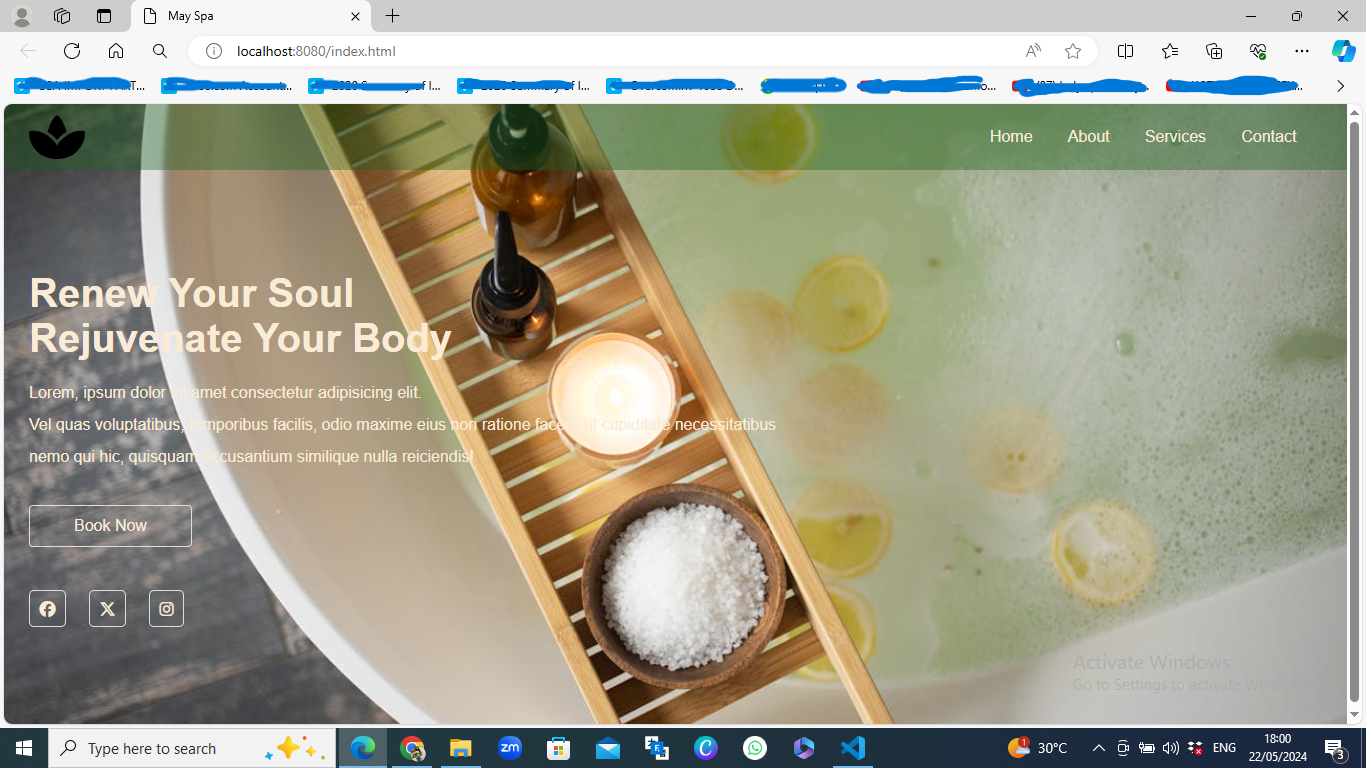 May Spa
localhost:8080/index.html
Home About Services Contact
Renew Your Soul
Rejuvenate Your Body
Lorem, ipsum dolor sit amet consectetur adipisicing elit.
Vel quas voluptatibus, temporibus facilis, odio maxime eius non ratione facere ut cupiditate necessitatibus
nemo qui hic, quisquam accusantium similique nulla reiciendis!
Book Now
Activate Windows
Go to Settings to activate Windows.
Type here to search
zm
1
30°C
ENG
18:00
22/05/2024
3